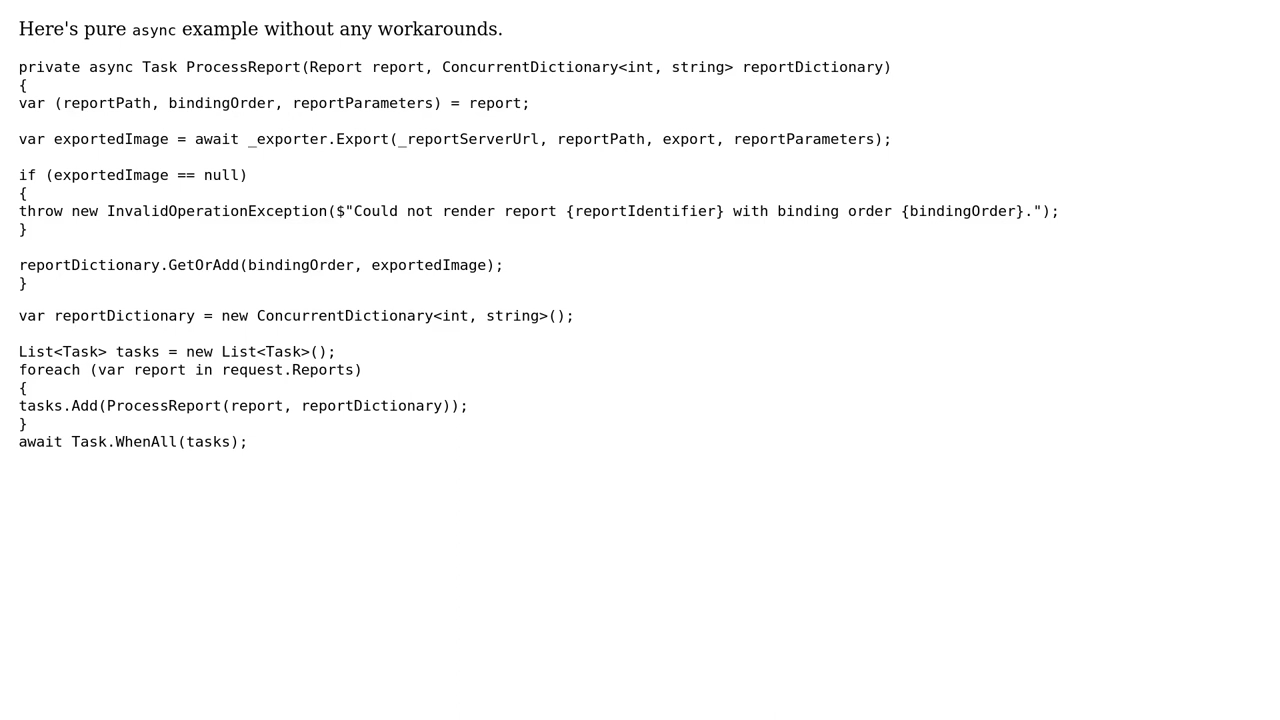 Here's pure async example without any workarounds.
private async Task ProcessReport(Report report, ConcurrentDictionary<int, string> reportDictionary)
{
var (reportPath, bindingOrder, reportParameters) = report;
var exportedImage = await _exporter.Export(_reportServerUrl, reportPath, export, reportParameters);
if (exportedImage == null)
{
throw new InvalidOperationException($"Could not render report {reportIdentifier} with binding order {bindingOrder}.");
}
reportDictionary.GetOrAdd(bindingOrder, exportedImage);
}
var reportDictionary = new ConcurrentDictionary<int, string>();
List<Task> tasks = new List<Task>();
foreach (var report in request.Reports)
{
tasks.Add(ProcessReport(report, reportDictionary));
}
await Task.WhenAll(tasks);